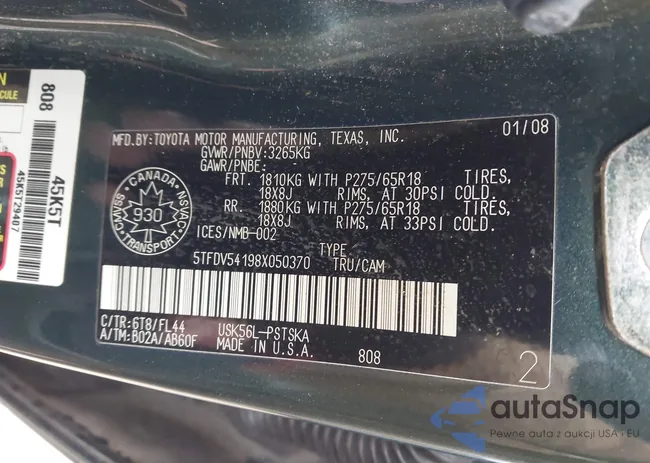 MFD.BY:TOYOTA MOTOR MANUFACTURING, TEXAS, INC. 01/08
GVWR/PNBV:3265KG
GAWR/PNBE:
FRT. 1810KG WITH P275/65R18 TIRES,
18X8J RIMS, AT 30PSI COLD.
RR. 1880KG WITH P275/65R18 TIRES,
18X8J RIMS, AT 33PSI COLD.
ICES/NMB-002
TYPE
5TFDV54198X050370 TRU/CAM
C/TR:6T8/FL44 USK56L-PSTSKA
A/TM:B02A/AB60F MADE IN U.S.A. 808
2
CMVSS NSVAC
930
TRANSPORT
808
45K5T
45K5T29407
autaSnap
Pewne auta z aukcji USA • EU